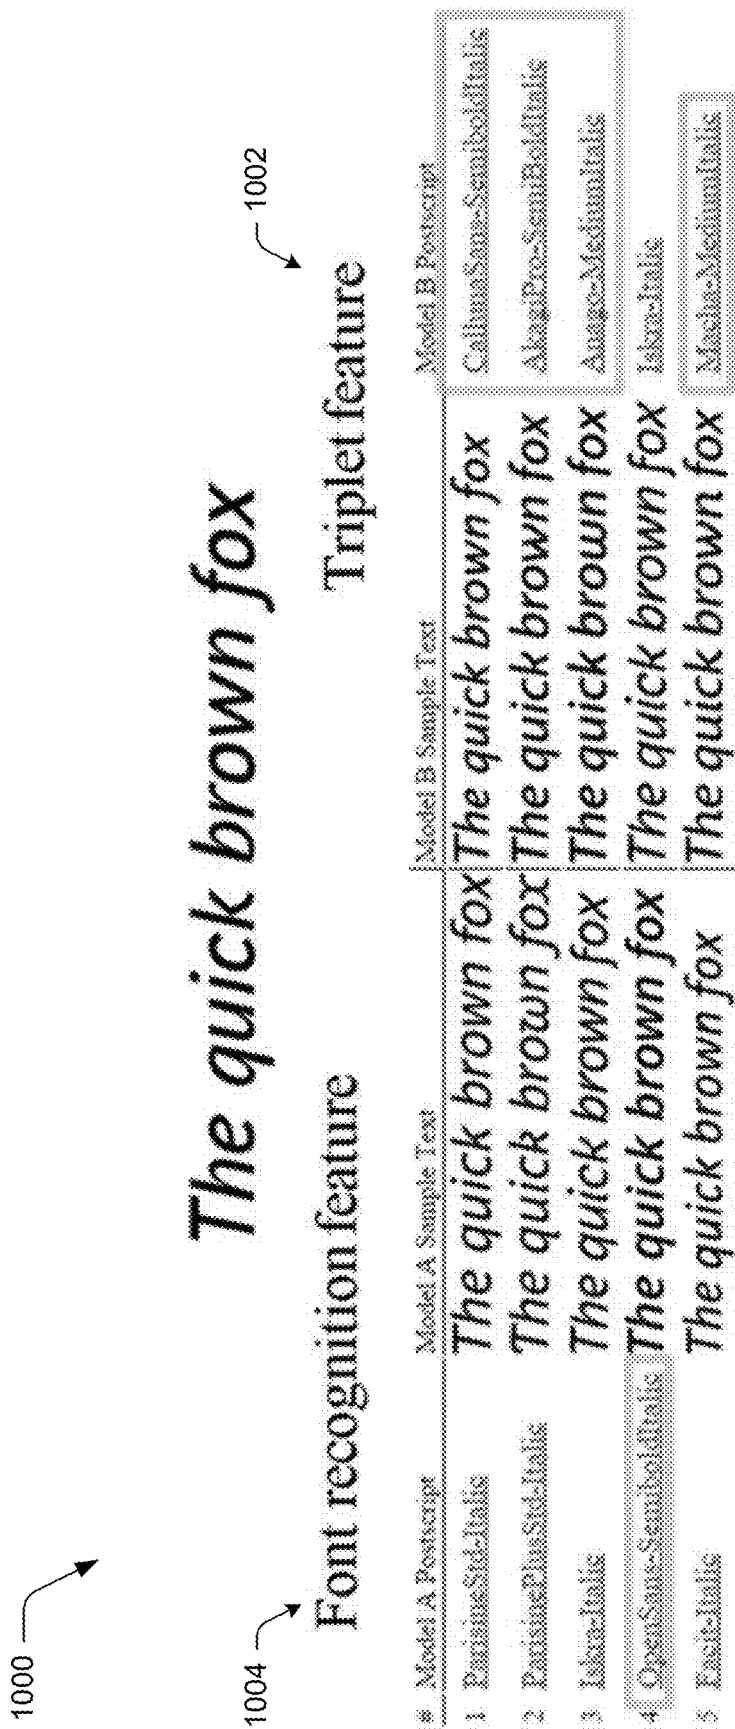 1000
The quick brown fox
1004
1002
Font recognition feature
Triplet feature
# Model A Postscript Model A Sample Text Model B Sample Text Model B Postscript
1 ParisineStd-Italic The quick brown fox The quick brown fox CallunaSans-SemiboldItalic
2 ParisinePlusStd-Italic The quick brown fox The quick brown fox AkagiPro-SemiBoldItalic
3 Iskra-Italic The quick brown fox The quick brown fox Anago-MediumItalic
4 OpenSans-SemiboldItalic The quick brown fox The quick brown fox Iskra-Italic
5 Facit-Italic The quick brown fox The quick brown fox Macha-MediumItalic